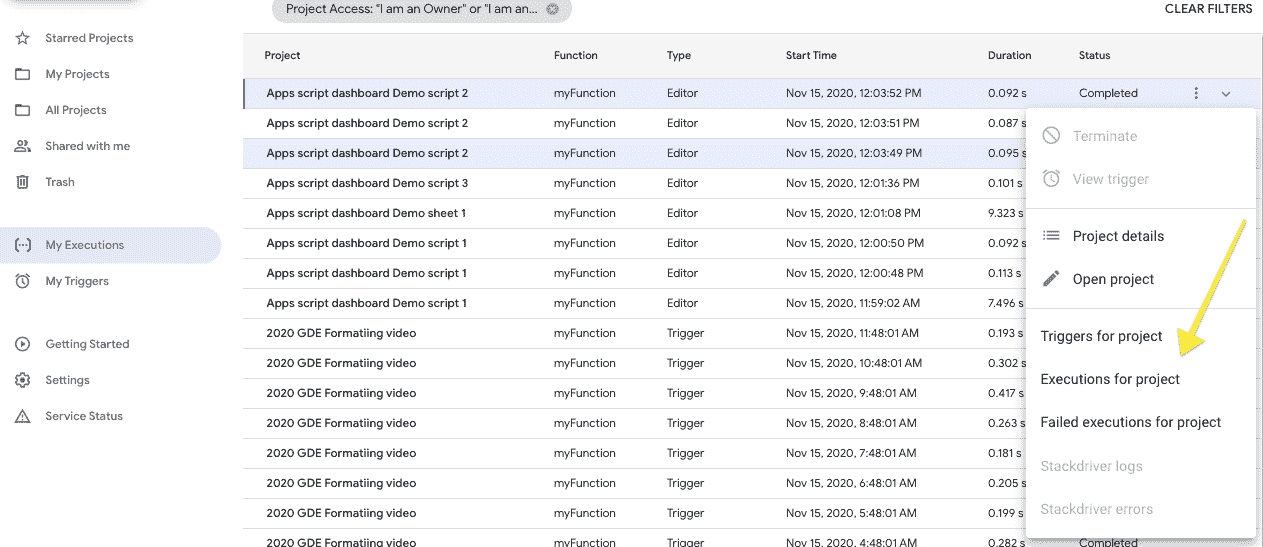 Project Access: "I am an Owner" or "I am an...
CLEAR FILTERS
Starred Projects
My Projects
All Projects
Shared with me
Trash
My Executions
My Triggers
Getting Started
Settings
Service Status
Project Function Type Start Time Duration Status
Apps script dashboard Demo script 2 myFunction Editor Nov 15, 2020, 12:03:52 PM 0.092 s Completed
Apps script dashboard Demo script 2 myFunction Editor Nov 15, 2020, 12:03:51 PM 0.087 s
Apps script dashboard Demo script 2 myFunction Editor Nov 15, 2020, 12:03:49 PM 0.095 s
Apps script dashboard Demo script 3 myFunction Editor Nov 15, 2020, 12:01:36 PM 0.101 s
Apps script dashboard Demo sheet 1 myFunction Editor Nov 15, 2020, 12:01:08 PM 9.323 s
Apps script dashboard Demo script 1 myFunction Editor Nov 15, 2020, 12:00:50 PM 0.092 s
Apps script dashboard Demo script 1 myFunction Editor Nov 15, 2020, 12:00:48 PM 0.113 s
Apps script dashboard Demo script 1 myFunction Editor Nov 15, 2020, 11:59:02 AM 7.496 s
2020 GDE Formatiing video myFunction Trigger Nov 15, 2020, 11:48:01 AM 0.193 s
2020 GDE Formatiing video myFunction Trigger Nov 15, 2020, 10:48:01 AM 0.302 s
2020 GDE Formatiing video myFunction Trigger Nov 15, 2020, 9:48:01 AM 0.417 s
2020 GDE Formatiing video myFunction Trigger Nov 15, 2020, 8:48:01 AM 0.263 s
2020 GDE Formatiing video myFunction Trigger Nov 15, 2020, 7:48:01 AM 0.181 s
2020 GDE Formatiing video myFunction Trigger Nov 15, 2020, 6:48:01 AM 0.205 s
2020 GDE Formatiing video myFunction Trigger Nov 15, 2020, 5:48:01 AM 0.199 s
2020 GDE Formatiing video myFunction Trigger Nov 15, 2020, 4:48:01 AM 0.282 s Completed
Terminate
View trigger
Project details
Open project
Triggers for project
Executions for project
Failed executions for project
Stackdriver logs
Stackdriver errors